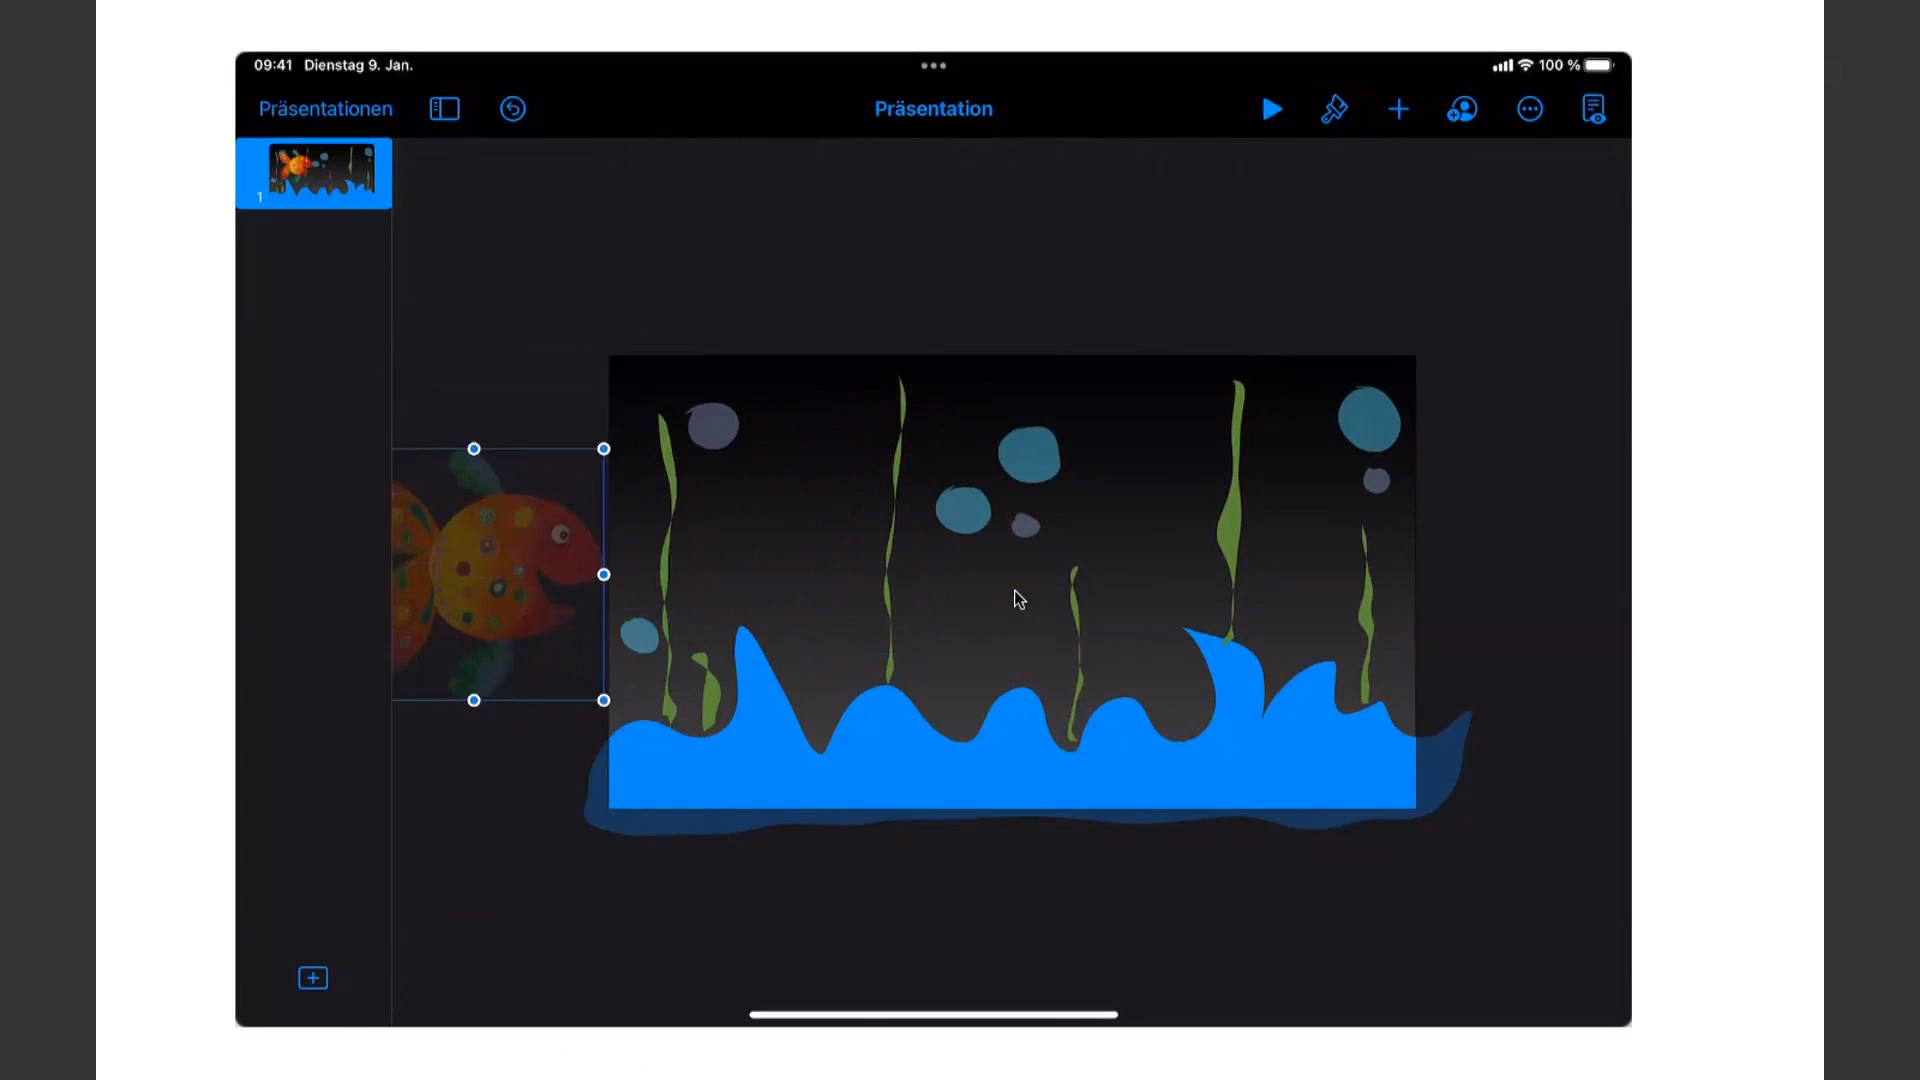 09:41 Dienstag 9. Jan.
100 %
Präsentationen
Präsentation
1